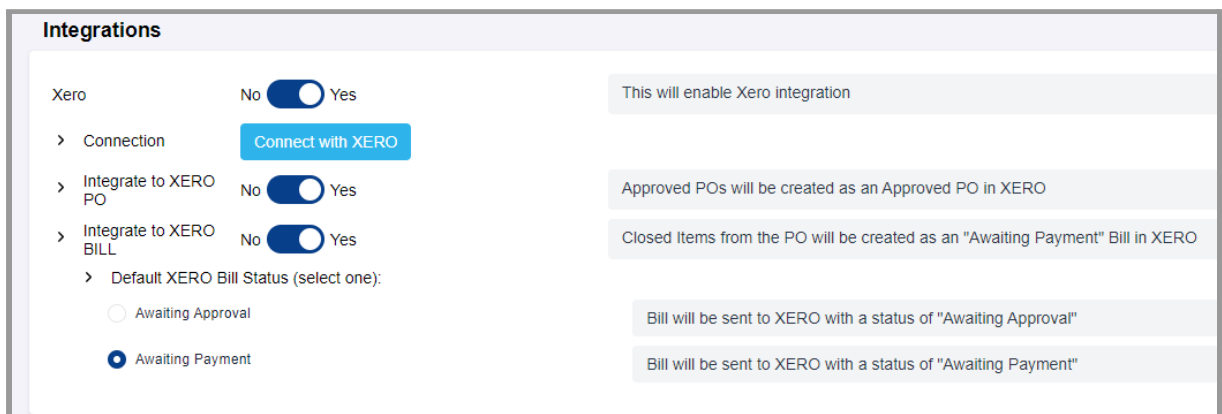 Integrations
Xero No Yes This will enable Xero integration
Connection Connect with XERO
Integrate to XERO
PO
No Yes Approved POs will be created as an Approved PO in XERO
Integrate to XERO
BILL
No Yes Closed Items from the PO will be created as an "Awaiting Payment" Bill in XERO
Default XERO Bill Status (select one):
Awaiting Approval Bill will be sent to XERO with a status of "Awaiting Approval"
Awaiting Payment Bill will be sent to XERO with a status of "Awaiting Payment"